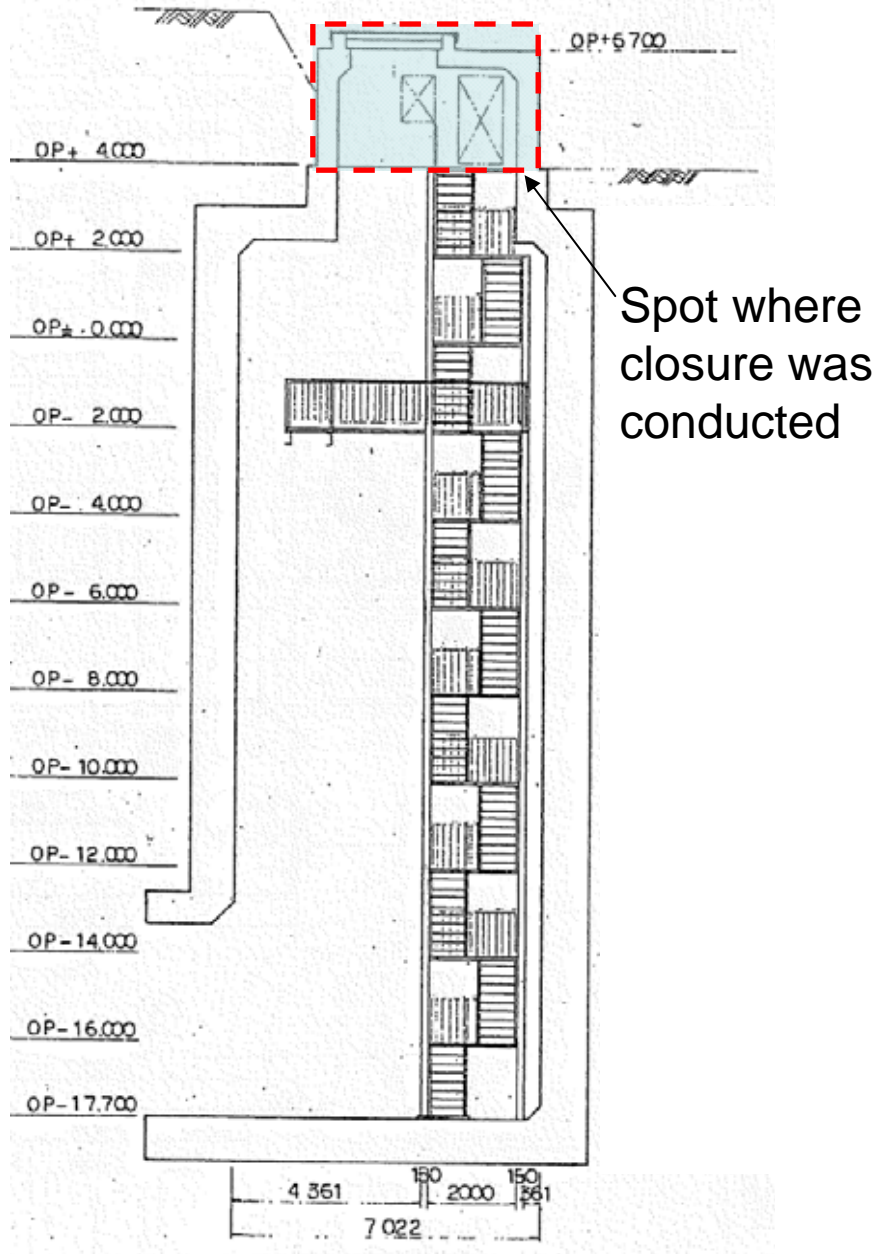 OP+6700
OP+ 4.000
OP+ 2.000
OP± 0.000
Spot where
closure was
conducted
OP- 2.000
OP- 4.000
OP- 6.000
OP- 8.000
OP- 10.000
OP- 12.000
OP- 14.000
OP- 16.000
OP- 17.700
150 150
4 361 2000 361
7 022